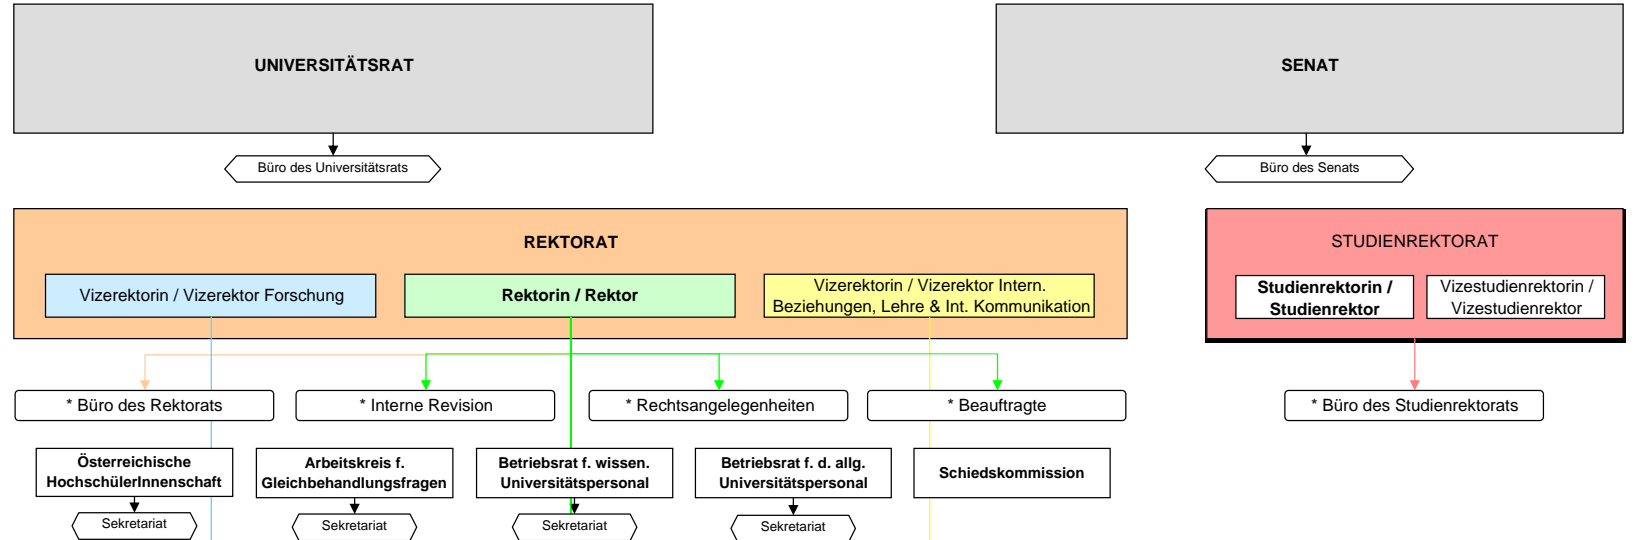 UNIVERSITÄTSRAT
SENAT
Büro des Universitätsrats
Büro des Senats
REKTORAT
STUDIENREKTORAT
Vizerektorin / Vizerektor Forschung
Rektorin / Rektor
Vizerektorin / Vizerektor Intern.
Beziehungen, Lehre & Int. Kommunikation
Studienrektorin /
Studienrektor
Vizestudienrektorin /
Vizestudienrektor
* Büro des Rektorats
* Interne Revision
* Rechtsangelegenheiten
* Beauftragte
* Büro des Studienrektorats
Österreichische
HochschülerInnenschaft
Arbeitskreis f.
Gleichbehandlungsfragen
Betriebsrat f. wissen.
Universitätspersonal
Betriebsrat f. d. allg.
Universitätspersonal
Schiedskommission
Sekretariat
Sekretariat
Sekretariat
Sekretariat